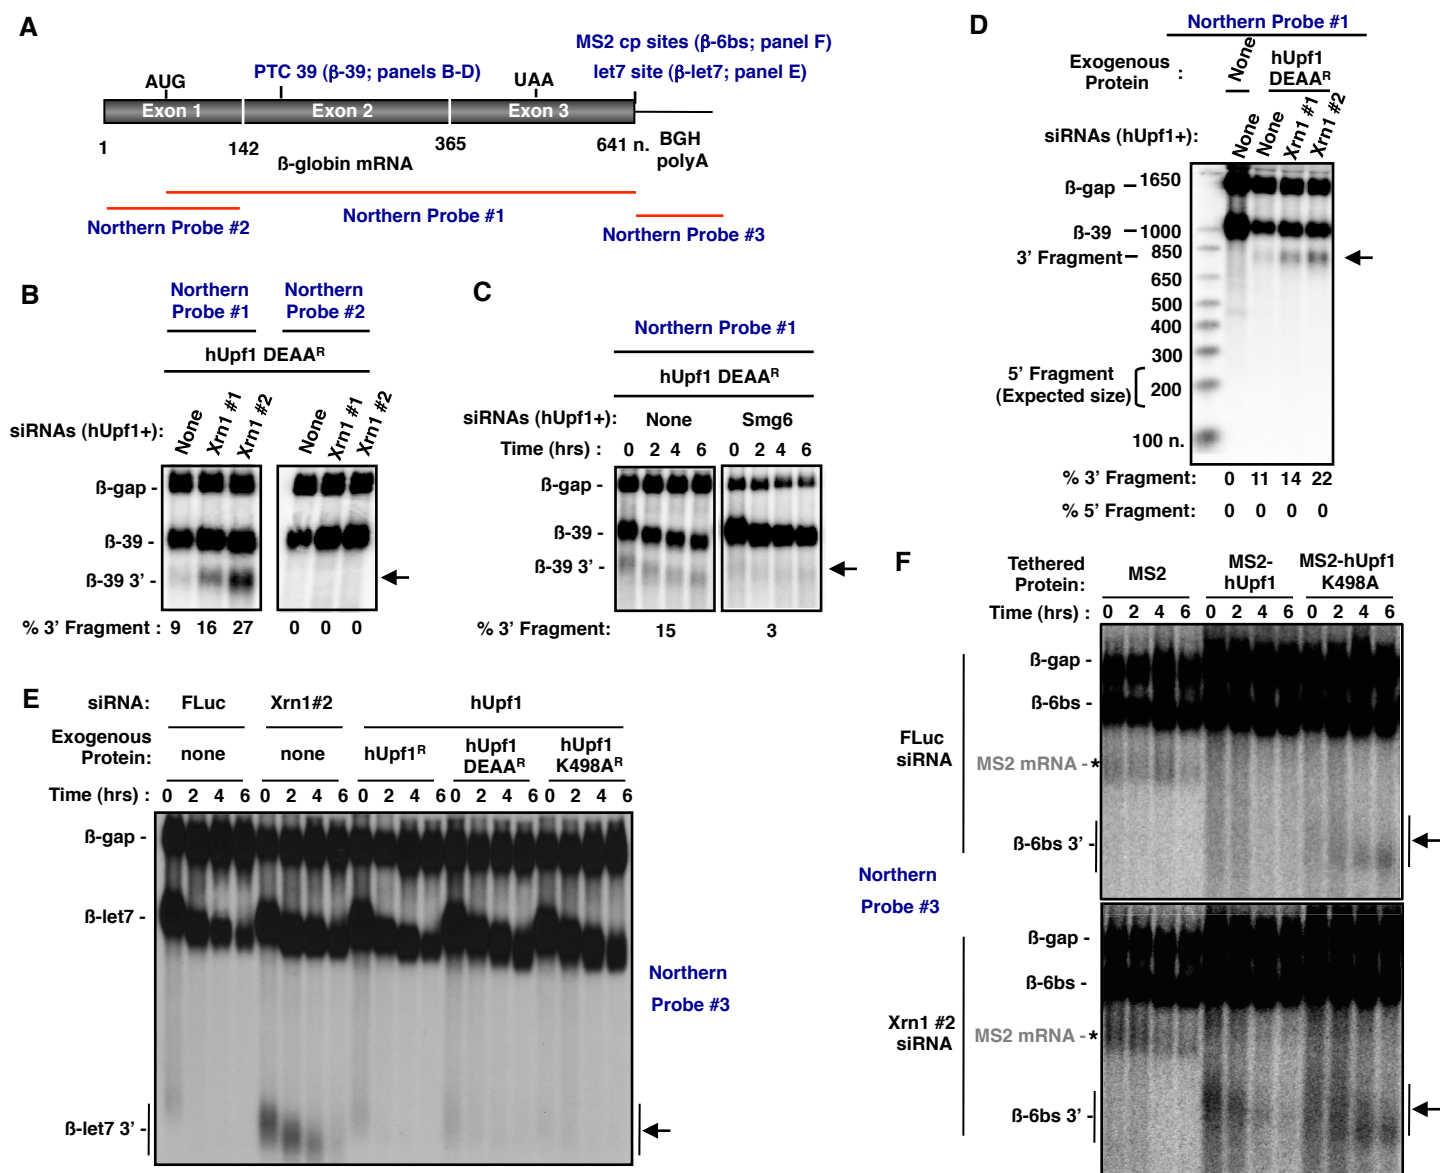 A
MS2 cp sites (β-6bs; panel F)
PTC 39 (β-39; panels B-D)
let7 site (β-let7; panel E)
AUG
UAA
Exon 1
Exon 2
Exon 3
1
142
365
641 n.
ß-globin mRNA
BGH
polyA
Northern Probe #1
Northern Probe #2
Northern Probe #3
B
Northern
Probe #1
Northern
Probe #2
hUpf1 DEAAR
siRNAs (hUpf1+):
None
Xrn1 #1
Xrn1 #2
None
Xrn1 #1
Xrn1 #2
ß-gap -
ß-39 -
ß-39 3' -
% 3' Fragment : 9 16 27 0 0 0
C
Northern Probe #1
hUpf1 DEAAR
siRNAs (hUpf1+): None Smg6
Time (hrs) : 0 2 4 6 0 2 4 6
ß-gap -
ß-39 -
ß-39 3' -
% 3' Fragment: 15 3
D
Northern Probe #1
Exogenous
Protein :
None
hUpf1
DEAAR
siRNAs (hUpf1+):
None
None
Xrn1 #1
Xrn1 #2
ß-gap – 1650
ß-39 – 1000
850
3' Fragment –
650
500
400
300
5' Fragment
(Expected size)
200
100 n.
% 3' Fragment: 0 11 14 22
% 5' Fragment: 0 0 0 0
E
siRNA: FLuc Xrn1#2 hUpf1
Exogenous
Protein:
none none hUpf1R
hUpf1
DEAAR
hUpf1
K498AR
Time (hrs) : 0 2 4 6 0 2 4 6 0 2 4 6 0 2 4 6 0 2 4 6
ß-gap -
ß-let7 -
ß-let7 3' -
Northern
Probe #3
F
Tethered
Protein:
MS2
MS2-
hUpf1
MS2-hUpf1
K498A
Time (hrs) : 0 2 4 6 0 2 4 6 0 2 4 6
ß-gap -
ß-6bs -
FLuc
siRNA
MS2 mRNA -*
ß-6bs 3' -
Northern
Probe #3
ß-gap -
ß-6bs -
Xrn1 #2
siRNA
MS2 mRNA -*
ß-6bs 3' -